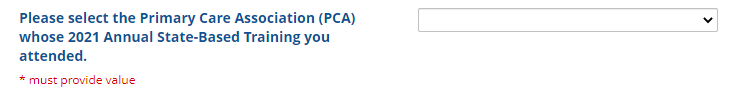 Please select the Primary Care Association (PCA)
whose 2021 Annual State-Based Training you
attended.
* must provide value